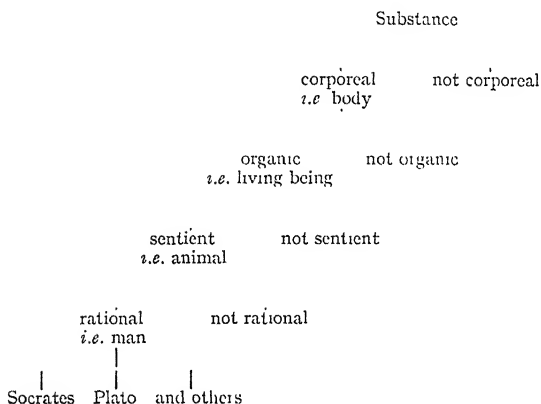 Substance
corporeal not corporeal
i.e body
organic not organic
i.e. living being
sentient not sentient
i.e. animal
rational not rational
i.e. man
Socrates Plato and others